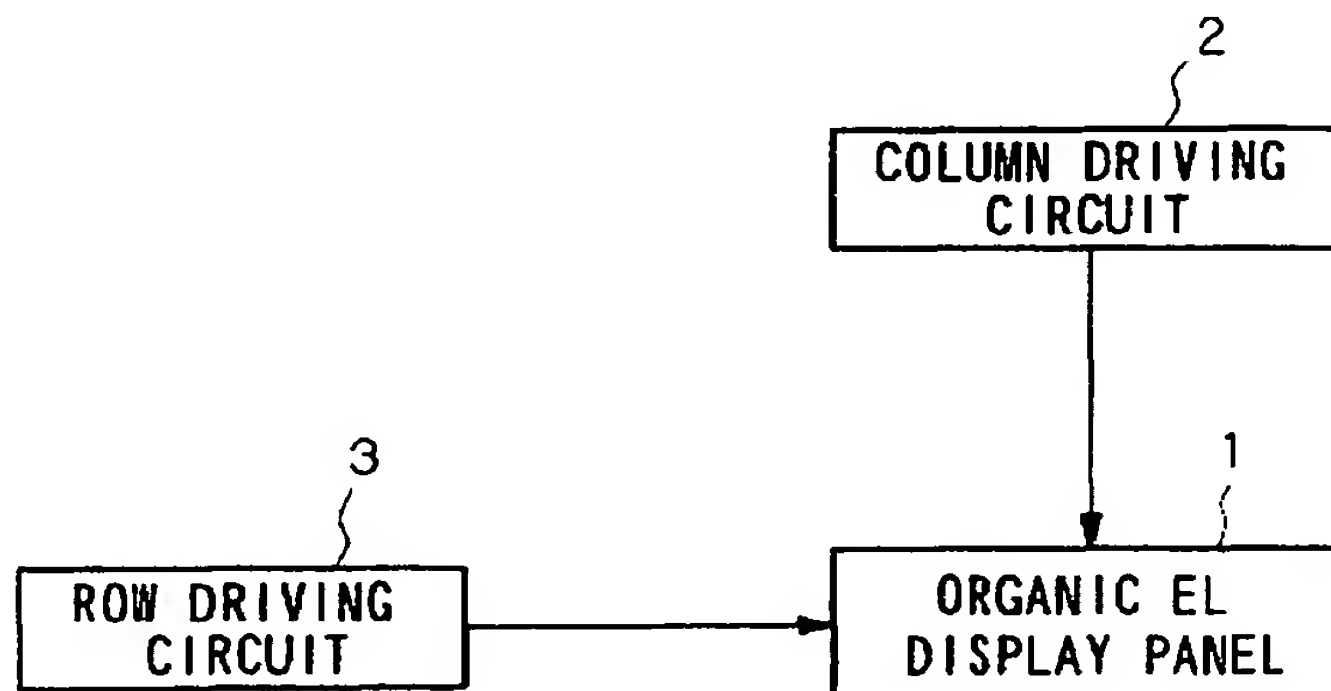 2
COLUMN DRIVING
CIRCUIT
3
1
ROW DRIVING
CIRCUIT
ORGANIC EL
DISPLAY PANEL